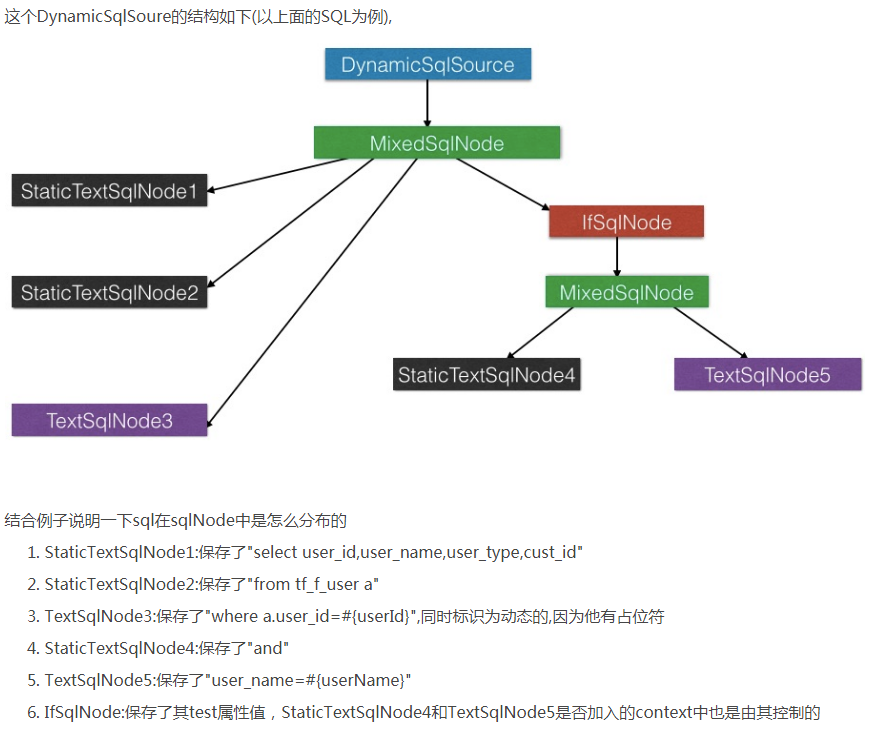 这个DynamicSqlSoure的结构如下(以上面的SQL为例),
DynamicSqlSource
MixedSqlNode
StaticTextSqlNode1
IfSqlNode
StaticTextSqlNode2
MixedSqlNode
StaticTextSqlNode4
TextSqlNode5
TextSqlNode3
结合例子说明一下sql在sqlNode中是怎么分布的
1. StaticTextSqlNode1:保存了"select user_id,user_name,user_type,cust_id"
2. StaticTextSqlNode2:保存了"from tf_f_user a"
3. TextSqlNode3:保存了"where a.user_id=#{userId}",同时标识为动态的,因为他有占位符
4. StaticTextSqlNode4:保存了"and"
5. TextSqlNode5:保存了"user_name=#{userName}"
6. IfSqlNode:保存了其test属性值，StaticTextSqlNode4和TextSqlNode5是否加入的context中也是由其控制的